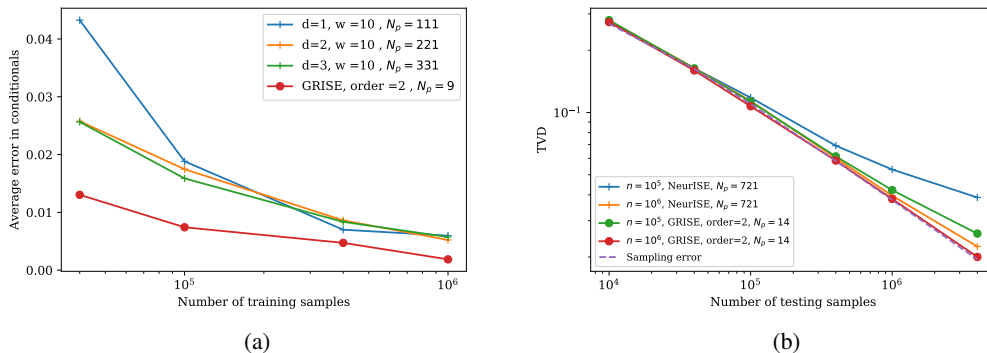 0.04
0.03
0.02
0.01
0.00
Average error in conditionals
d=1, w =10 , N_p = 111
d=2, w =10 , N_p = 221
d=3, w =10 , N_p = 331
GRISE, order =2 , N_p = 9
10^5
10^6
Number of training samples
(a)
TVD
10^{-1}
n = 10^5, NeurISE, N_p = 721
n = 10^6, NeurISE, N_p = 721
n = 10^5, GRISE, order=2, N_p = 14
n = 10^6, GRISE, order=2, N_p = 14
Sampling error
10^4
10^5
10^6
Number of testing samples
(b)